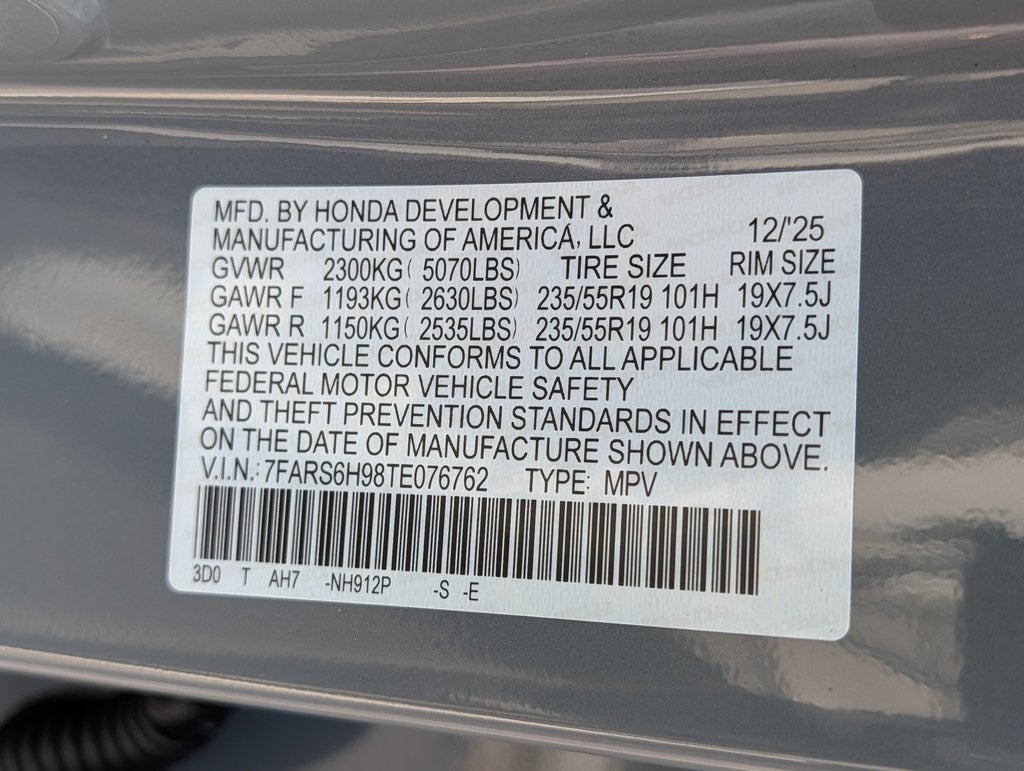 MFD. BY HONDA DEVELOPMENT &
MANUFACTURING OF AMERICA, LLC 12/'25
GVWR 2300KG( 5070LBS) TIRE SIZE RIM SIZE
GAWR F 1193KG( 2630LBS) 235/55R19 101H 19X7.5J
GAWR R 1150KG( 2535LBS) 235/55R19 101H 19X7.5J
THIS VEHICLE CONFORMS TO ALL APPLICABLE
FEDERAL MOTOR VEHICLE SAFETY
AND THEFT PREVENTION STANDARDS IN EFFECT
ON THE DATE OF MANUFACTURE SHOWN ABOVE.
V.I.N.: 7FARS6H98TE076762 TYPE: MPV
3D0 T AH7 -NH912P -S -E